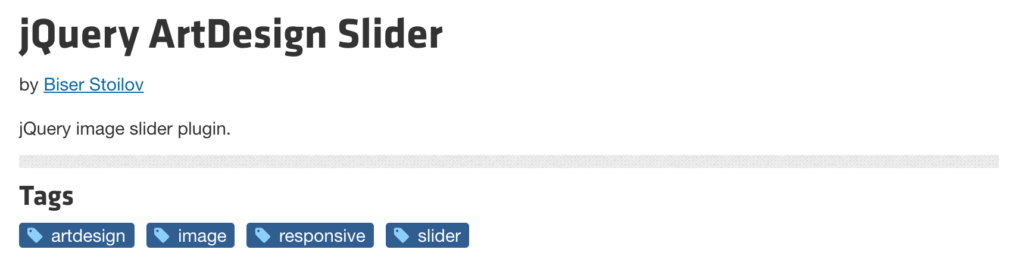 jQuery ArtDesign Slider
by Biser Stoilov
jQuery image slider plugin.
Tags
artdesign image responsive slider